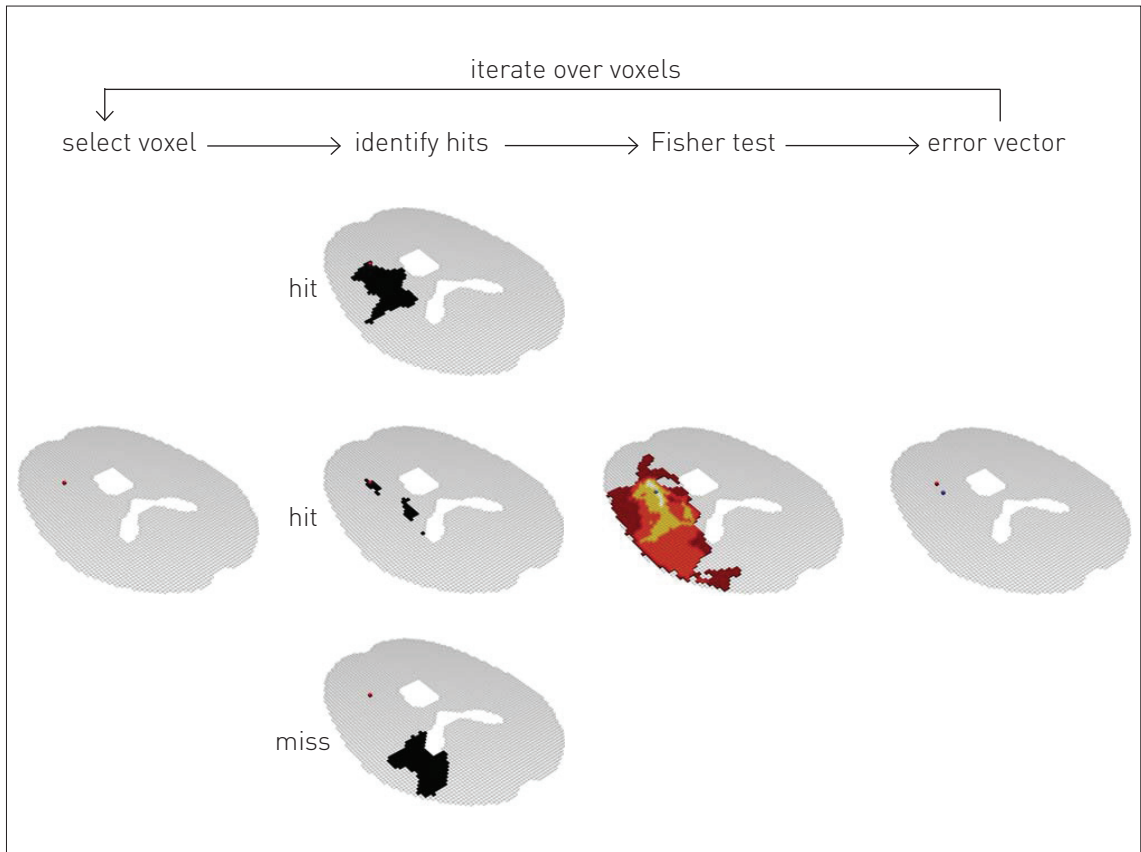 iterate over voxels
select voxel
identify hits
Fisher test
error vector
hit
hit
miss